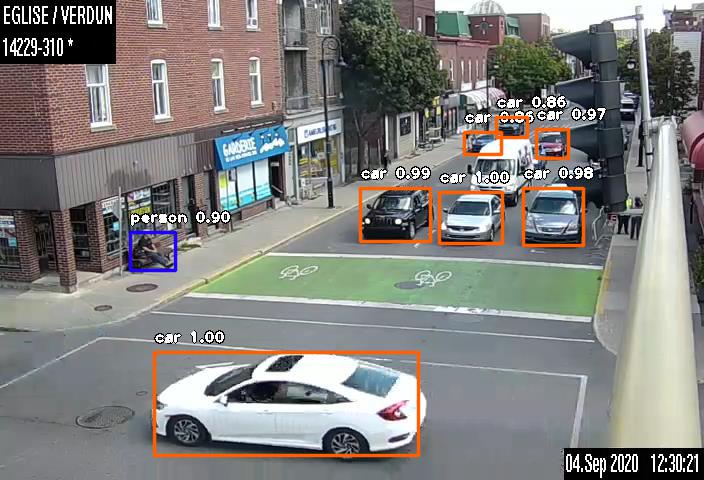 EGLISE / VERDUN
14229-310 *
car 0.86
car 0.97
GARDERIE
car 0.99
car 1.00
car 0.98
person 0.90
car 1.00
04.Sep 2020 12:30:21